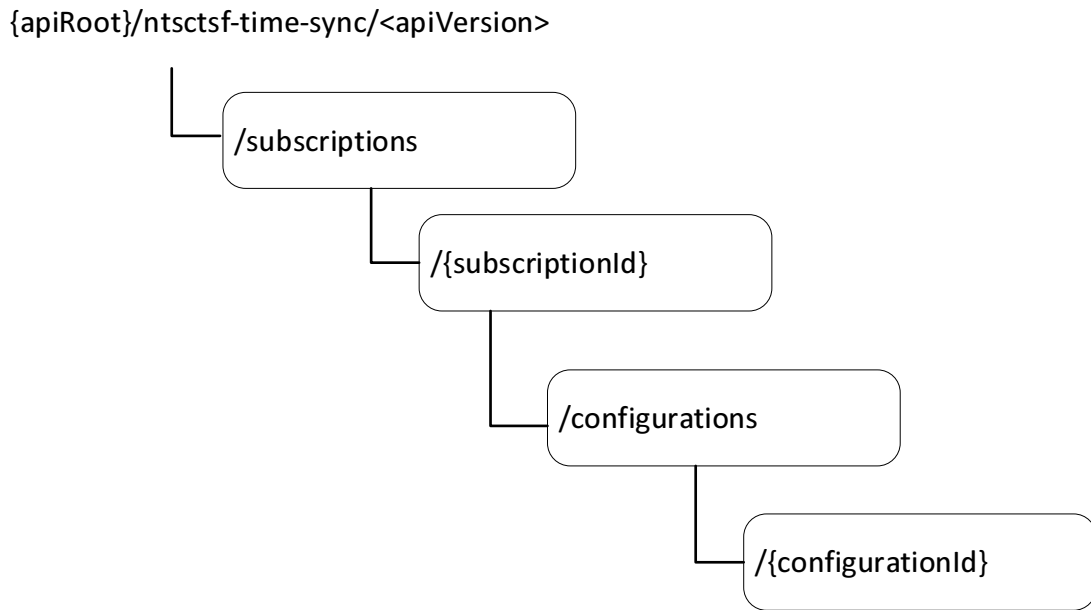 {apiRoot}/ntsctsf-time-sync/<apiVersion>
/subscriptions
/{subscriptionId}
/configurations
/{configurationId}